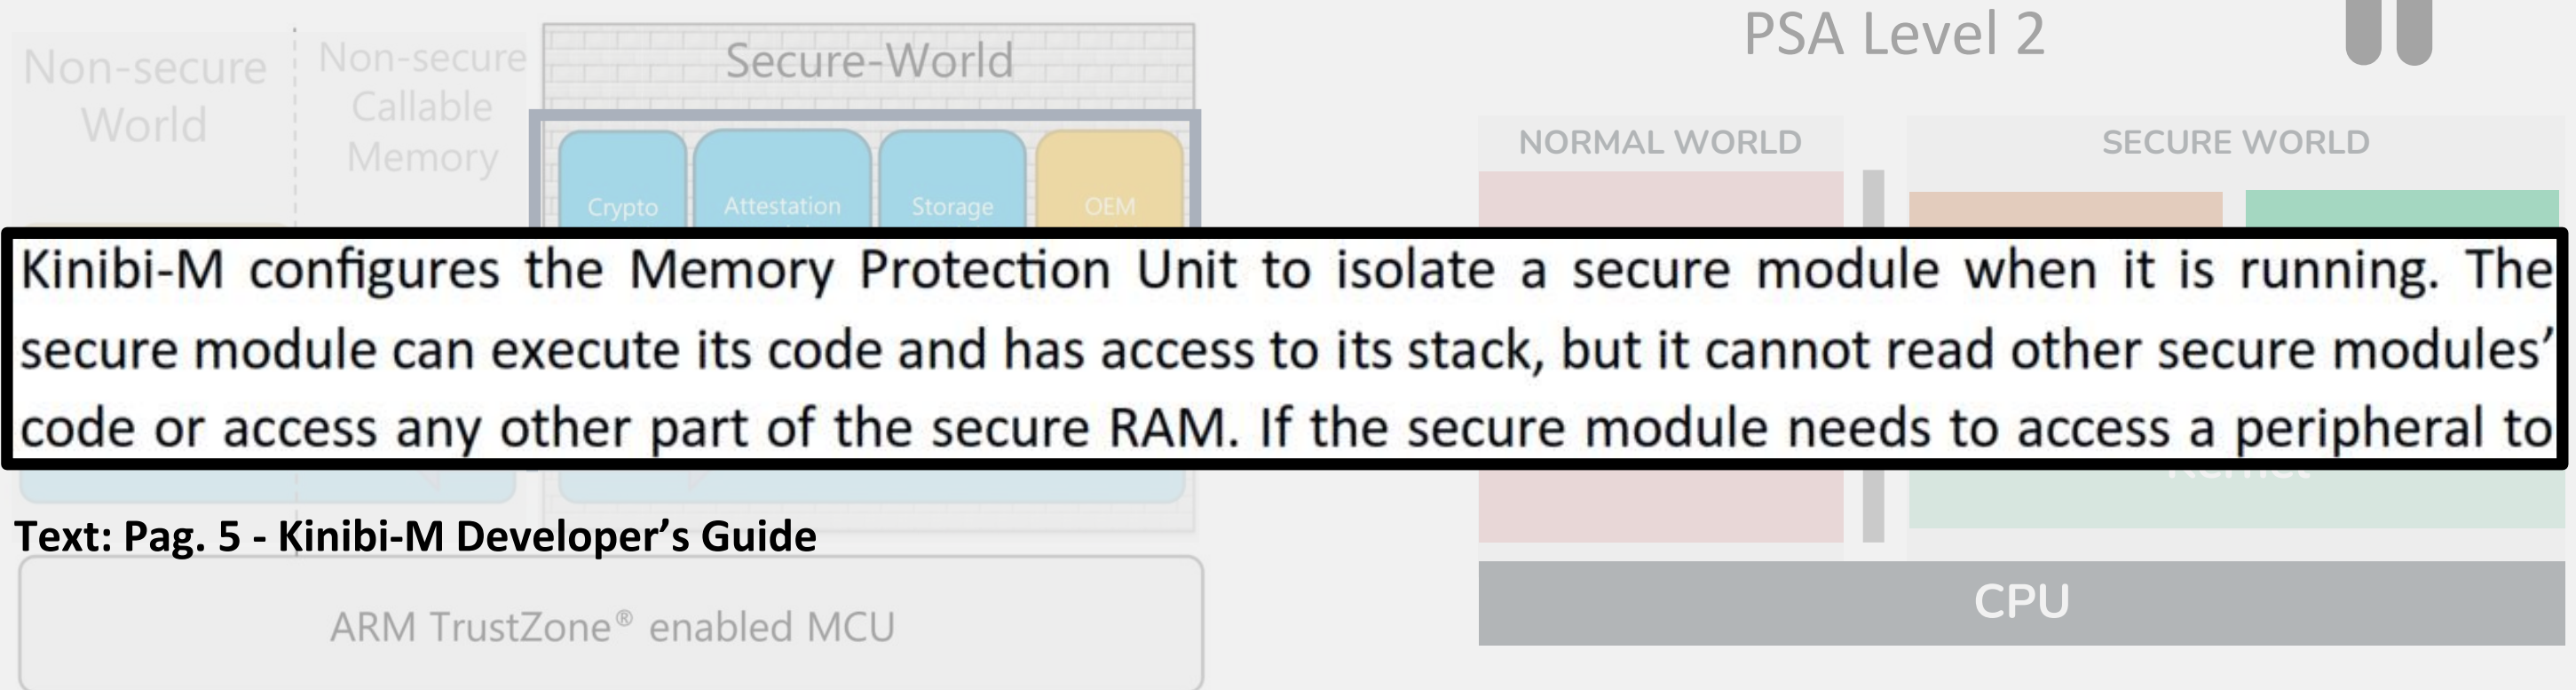 PSA Level 2
Non-secure
World
Non-secure
Callable
Memory
Secure-World
NORMAL WORLD
SECURE WORLD
Crypto
Attestation
Storage
OEM
Kinibi-M configures the Memory Protection Unit to isolate a secure module when it is running. The
secure module can execute its code and has access to its stack, but it cannot read other secure modules’
code or access any other part of the secure RAM. If the secure module needs to access a peripheral to
Text: Pag. 5 - Kinibi-M Developer’s Guide
ARM TrustZone® enabled MCU
CPU